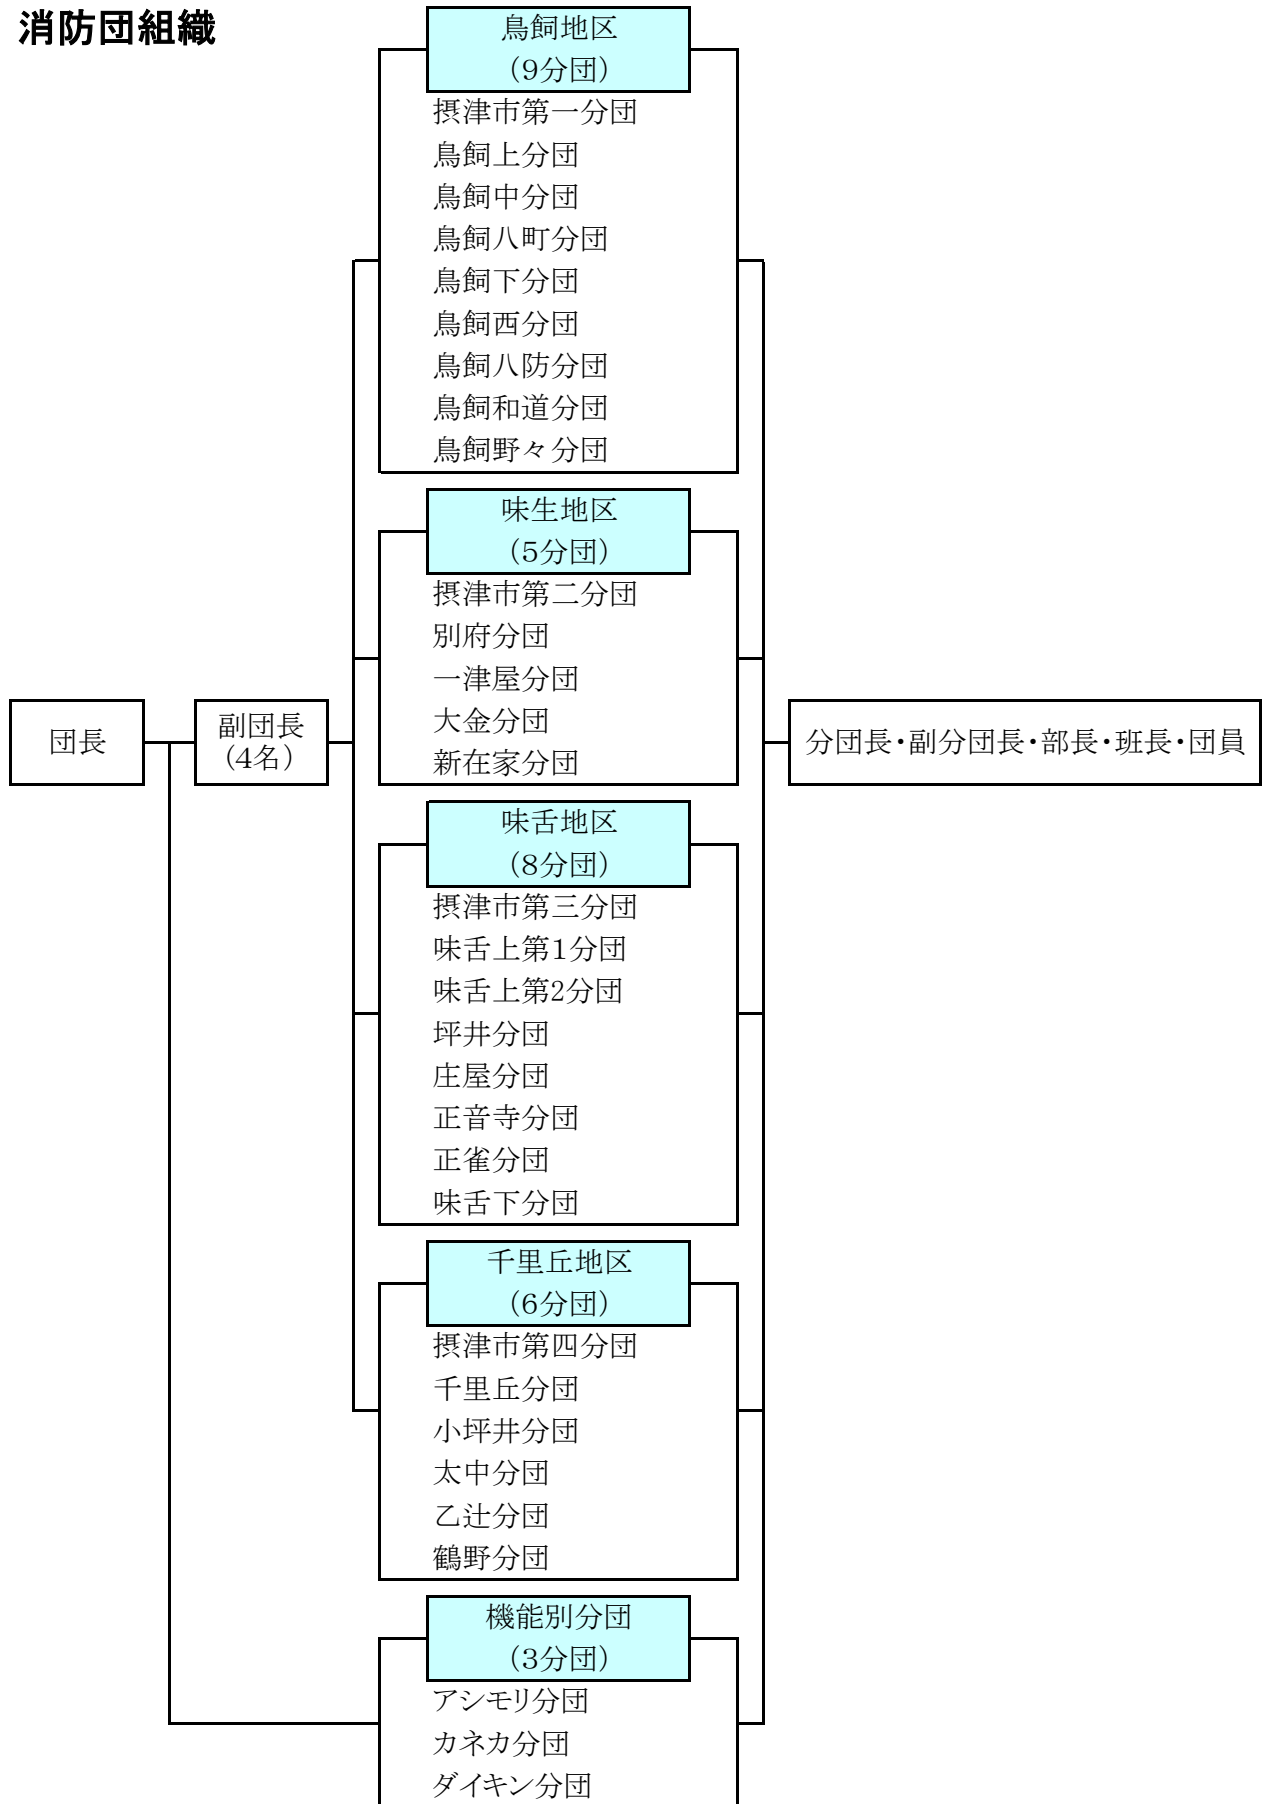 消防団組織
鳥飼地区
（9分団）
摂津市第一分団
鳥飼上分団
鳥飼中分団
鳥飼八町分団
鳥飼下分団
鳥飼西分団
鳥飼八防分団
鳥飼和道分団
鳥飼野々分団
味生地区
（5分団）
摂津市第二分団
別府分団
一津屋分団
大金分団
新在家分団
団長
副団長
（4名）
分団長・副分団長・部長・班長・団員
味舌地区
（8分団）
摂津市第三分団
味舌上第1分団
味舌上第2分団
坪井分団
庄屋分団
正音寺分団
正雀分団
味舌下分団
千里丘地区
（6分団）
摂津市第四分団
千里丘分団
小坪井分団
太中分団
乙辻分団
鶴野分団
機能別分団
（3分団）
アシモリ分団
カネカ分団
ダイキン分団